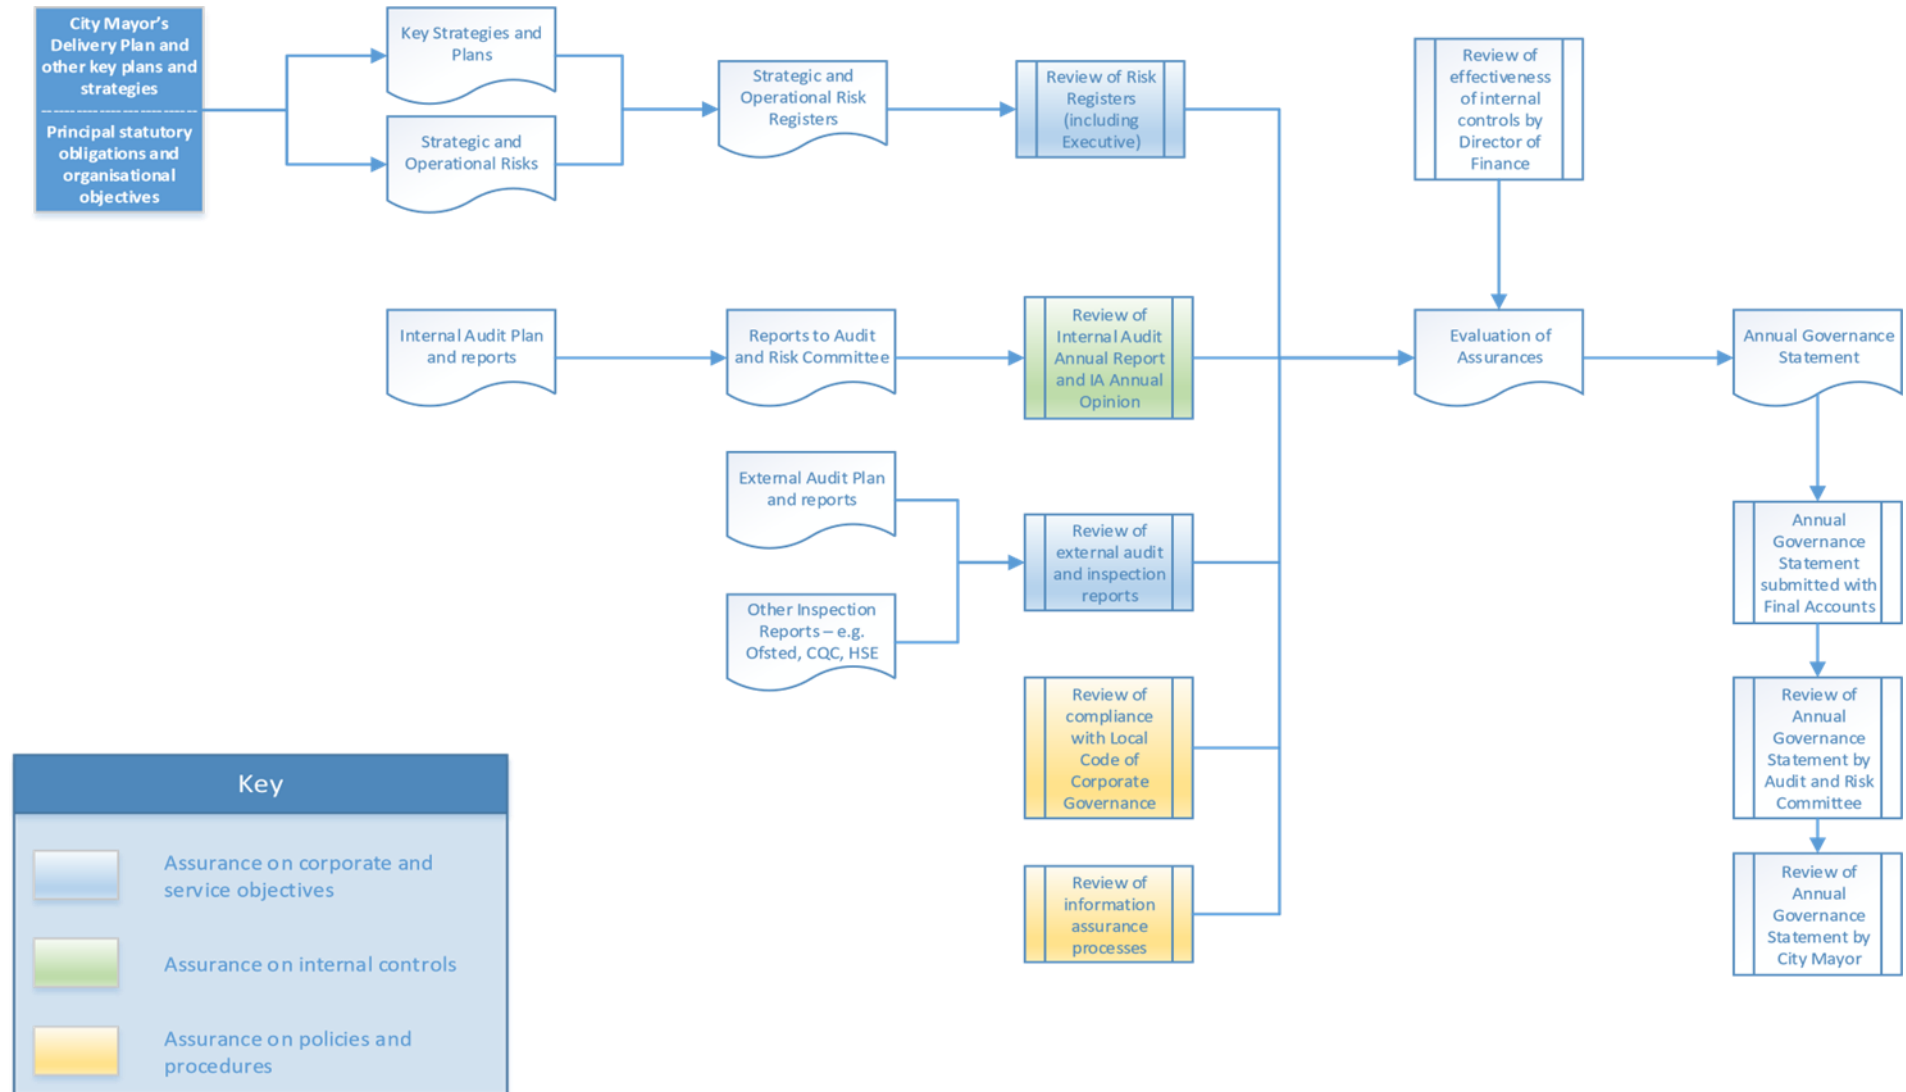 City Mayor’s
Delivery Plan and
other key plans and
strategies
Principal statutory
obligations and
organisational
objectives
Key Strategies and
Plans
Strategic and
Operational Risks
Strategic and
Operational Risk
Registers
Review of Risk
Registers
(including
Executive)
Review of
effectiveness
of internal
controls by
Director of
Finance
Internal Audit Plan
and reports
Reports to Audit
and Risk Committee
Review of
Internal Audit
Annual Report
and IA Annual
Opinion
Evaluation of
Assurances
Annual Governance
Statement
External Audit Plan
and reports
Other Inspection
Reports – e.g.
Ofsted, CQC, HSE
Review of
external audit
and inspection
reports
Annual
Governance
Statement
submitted with
Final Accounts
Review of
compliance
with Local
Code of
Corporate
Governance
Review of
Annual
Governance
Statement by
Audit and Risk
Committee
Review of
information
assurance
processes
Review of
Annual
Governance
Statement by
City Mayor
Key
Assurance on corporate and
service objectives
Assurance on internal controls
Assurance on policies and
procedures